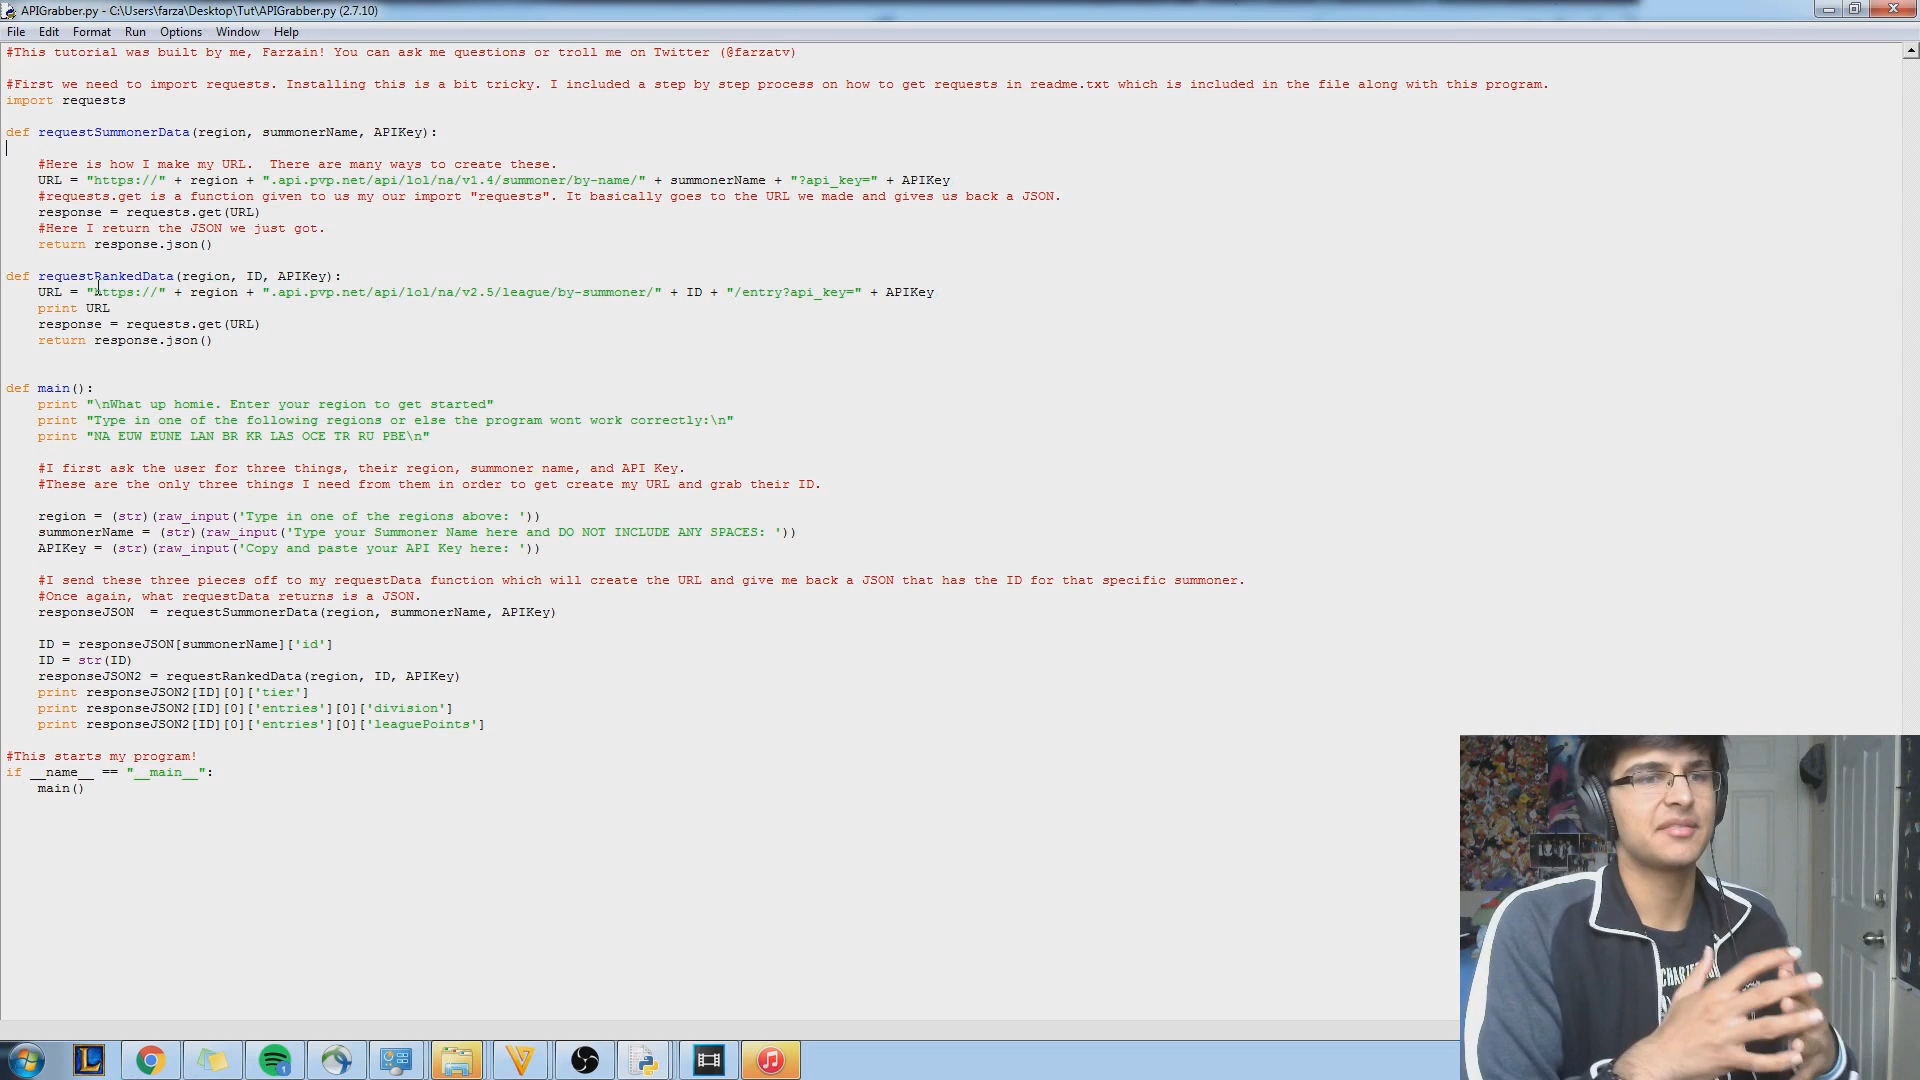 APIGrabber.py - C:\Users\farza\Desktop\Tut\APIGrabber.py (2.7.10)
File Edit Format Run Options Window Help
#This tutorial was built by me, Farzain! You can ask me questions or troll me on Twitter (@farzatv)
#First we need to import requests. Installing this is a bit tricky. I included a step by step process on how to get requests in readme.txt which is included in the file along with this program.
import requests
def requestSummonerData(region, summonerName, APIKey):
#Here is how I make my URL.  There are many ways to create these.
URL = "https://" + region + ".api.pvp.net/api/lol/na/v1.4/summoner/by-name/" + summonerName + "?api_key=" + APIKey
#requests.get is a function given to us my our import "requests". It basically goes to the URL we made and gives us back a JSON.
response = requests.get(URL)
#Here I return the JSON we just got.
return response.json()
def requestRankedData(region, ID, APIKey):
URL = "https://" + region + ".api.pvp.net/api/lol/na/v2.5/league/by-summoner/" + ID + "/entry?api_key=" + APIKey
print URL
response = requests.get(URL)
return response.json()
def main():
print "\nWhat up homie. Enter your region to get started"
print "Type in one of the following regions or else the program wont work correctly:\n"
print "NA EUW EUNE LAN BR KR LAS OCE TR RU PBE\n"
#I first ask the user for three things, their region, summoner name, and API Key.
#These are the only three things I need from them in order to get create my URL and grab their ID.
region = (str)(raw_input('Type in one of the regions above: '))
summonerName = (str)(raw_input('Type your Summoner Name here and DO NOT INCLUDE ANY SPACES: '))
APIKey = (str)(raw_input('Copy and paste your API Key here: '))
#I send these three pieces off to my requestData function which will create the URL and give me back a JSON that has the ID for that specific summoner.
#Once again, what requestData returns is a JSON.
responseJSON  = requestSummonerData(region, summonerName, APIKey)
ID = responseJSON[summonerName]['id']
ID = str(ID)
responseJSON2 = requestRankedData(region, ID, APIKey)
print responseJSON2[ID][0]['tier']
print responseJSON2[ID][0]['entries'][0]['division']
print responseJSON2[ID][0]['entries'][0]['leaguePoints']
#This starts my program!
if __name__ == "__main__":
main()